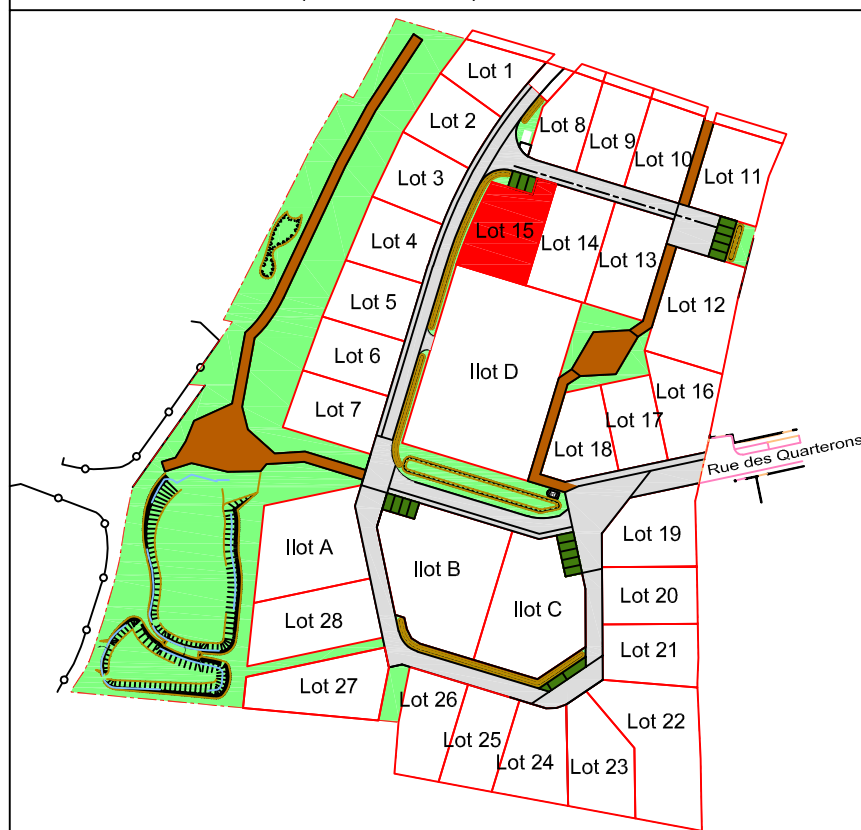 Lot 1
Lot 2
Lot 8
Lot 9
Lot 10
Lot 11
Lot 3
Lot 15
Lot 14
Lot 13
Lot 4
Lot 5
Lot 12
Lot 6
Ilot D
Lot 7
Lot 16
Lot 17
Lot 18
Rue des Quarterons
Lot 19
Ilot A
Ilot B
Ilot C
Lot 20
Lot 28
Lot 21
Lot 27
Lot 26
Lot 22
Lot 25
Lot 24
Lot 23